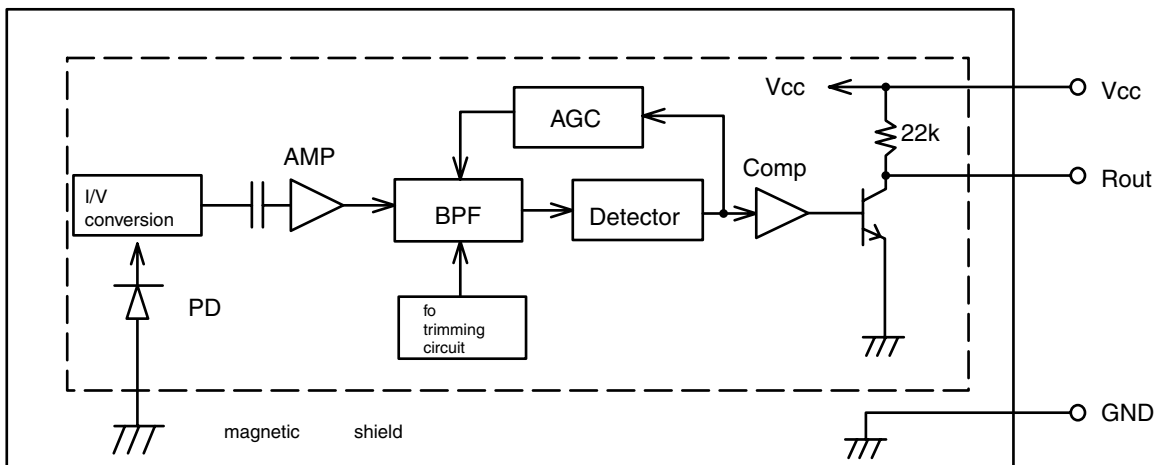 Vcc
Vcc
AGC
22k
AMP
Comp
Rout
I/V
conversion
BPF
Detector
PD
fo
trimming
circuit
GND
magnetic shield